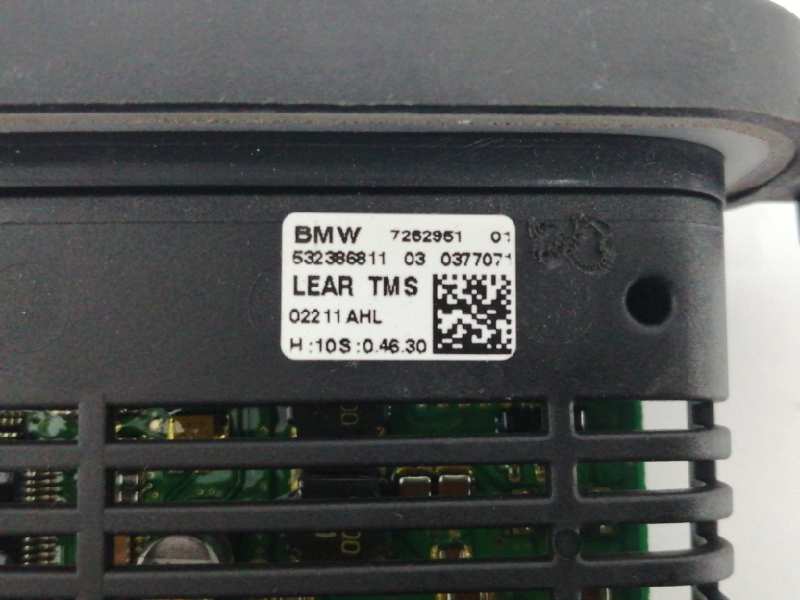 BMW 7262951 01
532386811 03 0377071
LEAR TMS
02211 AHL
H:10S:0.46.30